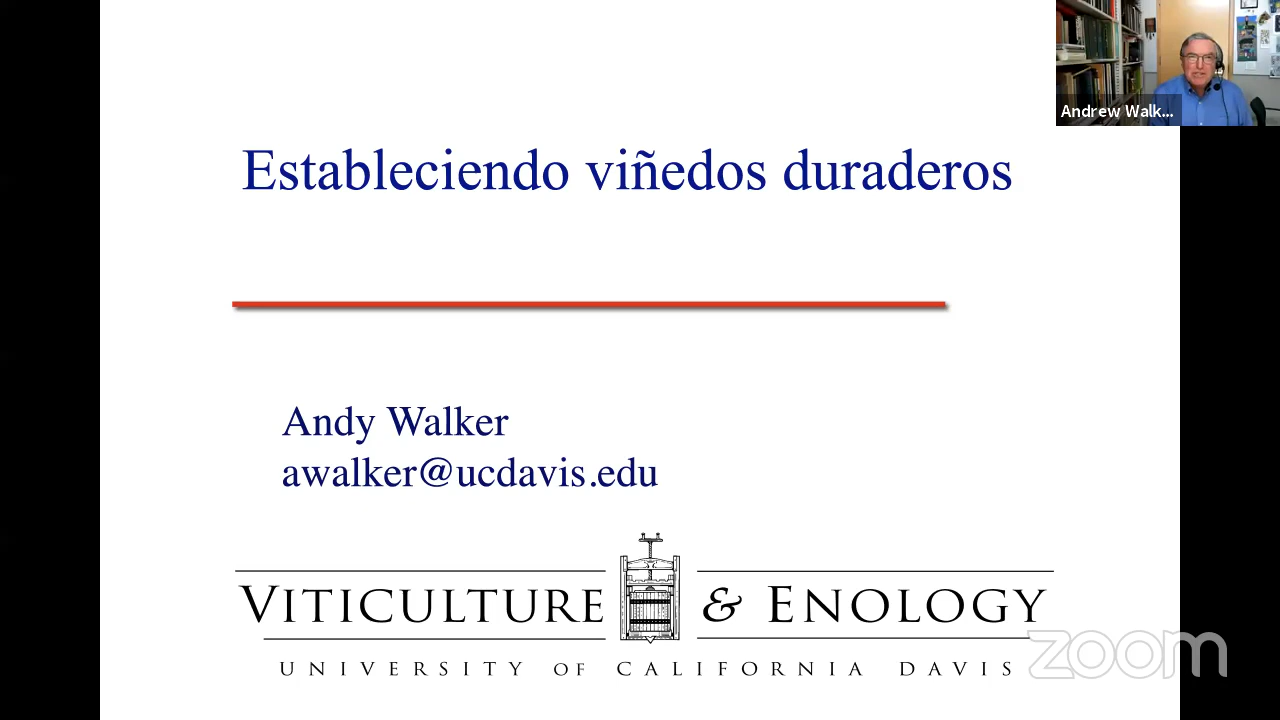 Andrew Walk...
Estableciendo viñedos duraderos
Andy Walker
awalker@ucdavis.edu
VITICULTURE & ENOLOGY
UNIVERSITY OF CALIFORNIA DAVIS
zoom